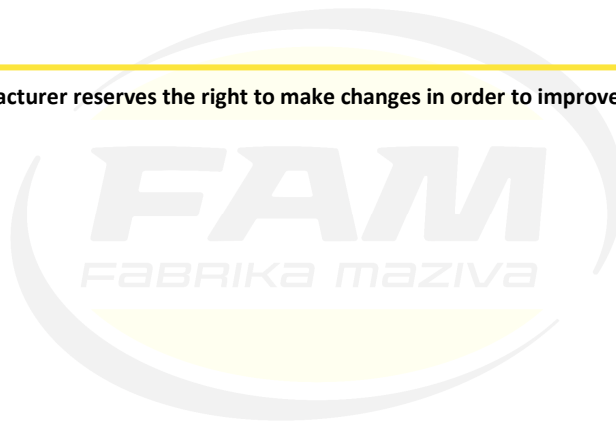 acturer reserves the right to make changes in order to improve
FAM
FABRIKA MAZIVA